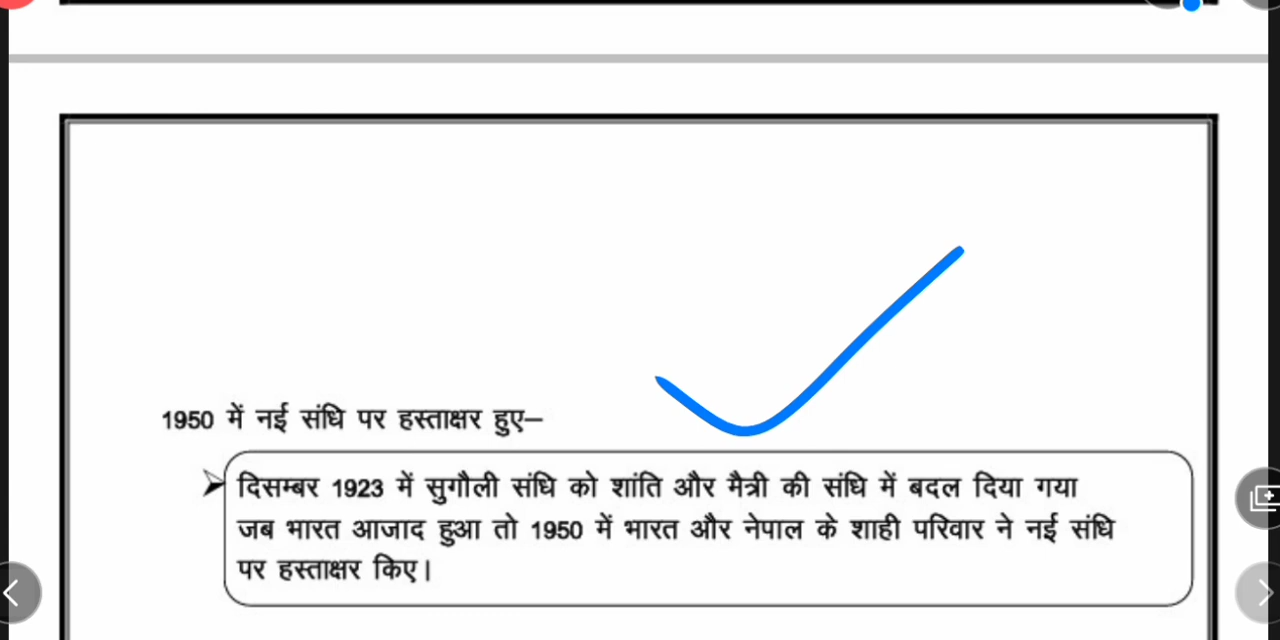 1950 में नई संधि पर हस्ताक्षर हुए–
दिसम्बर 1923 में सुगौली संधि को शांति और मैत्री की संधि में बदल दिया गया
जब भारत आजाद हुआ तो 1950 में भारत और नेपाल के शाही परिवार ने नई संधि
पर हस्ताक्षर किए।